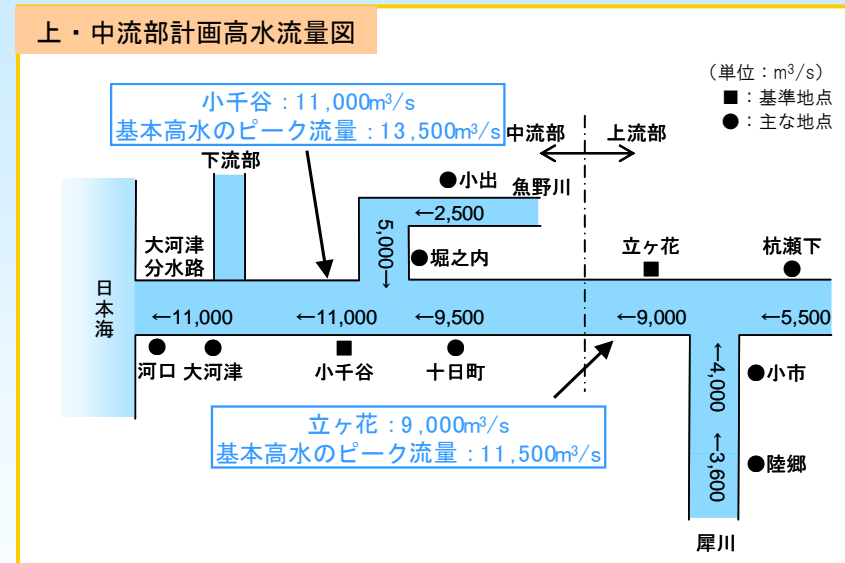 上・中流部計画高水流量図
(単位：m³/s)
■：基準地点
●：主な地点
小千谷：11,000m³/s
基本高水のピーク流量：13,500m³/s
中流部 上流部
下流部
●小出
魚野川
←2,500
5,000→
●堀之内
立ヶ花
■
杭瀬下
●
大河津
分水路
日本海
←11,000
←11,000
←9,500
←9,000
←5,500
●
河口
●
大河津
■
小千谷
●
十日町
←4,000
●小市
←3,600
●陸郷
犀川
立ヶ花：9,000m³/s
基本高水のピーク流量：11,500m³/s